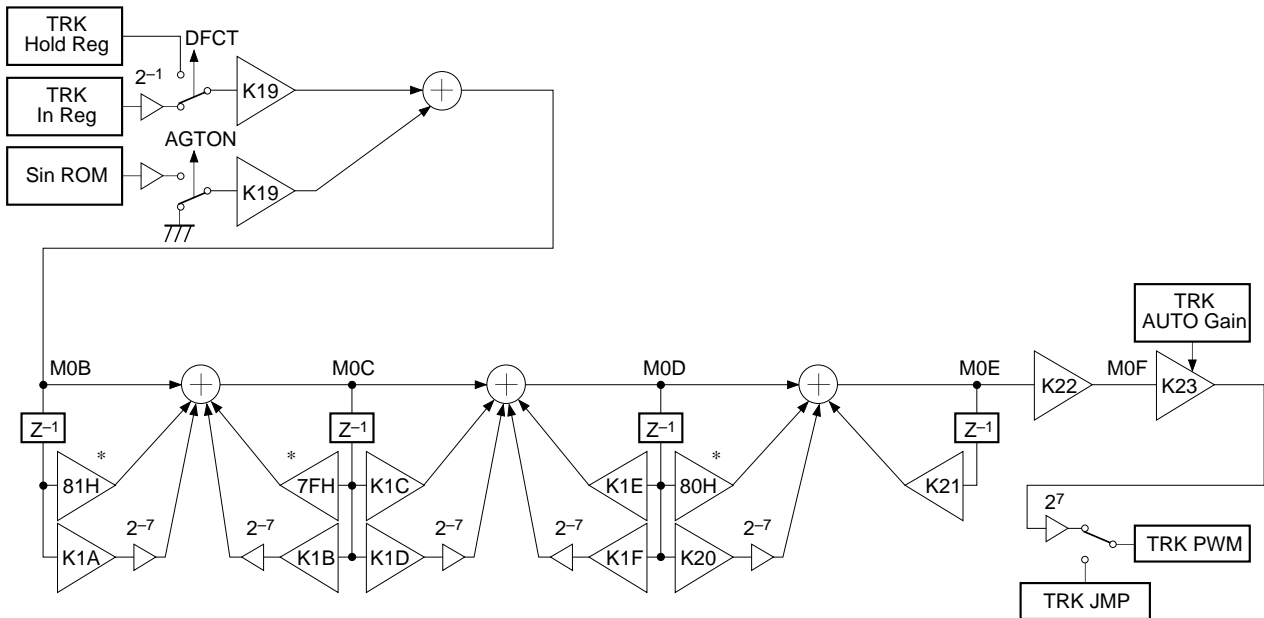 TRK
Hold Reg
DFCT
2–1
K19
TRK
In Reg
AGTON
Sin ROM
K19
TRK
AUTO Gain
M0B
M0C
M0D
M0E
K22
M0F
K23
Z–1
Z–1
Z–1
Z–1
*
*
*
81H
7FH
K1C
K1E
80H
K21
2–7
2–7
2–7
2–7
2–7
K1A
K1B
K1D
K1F
K20
27
TRK PWM
TRK JMP